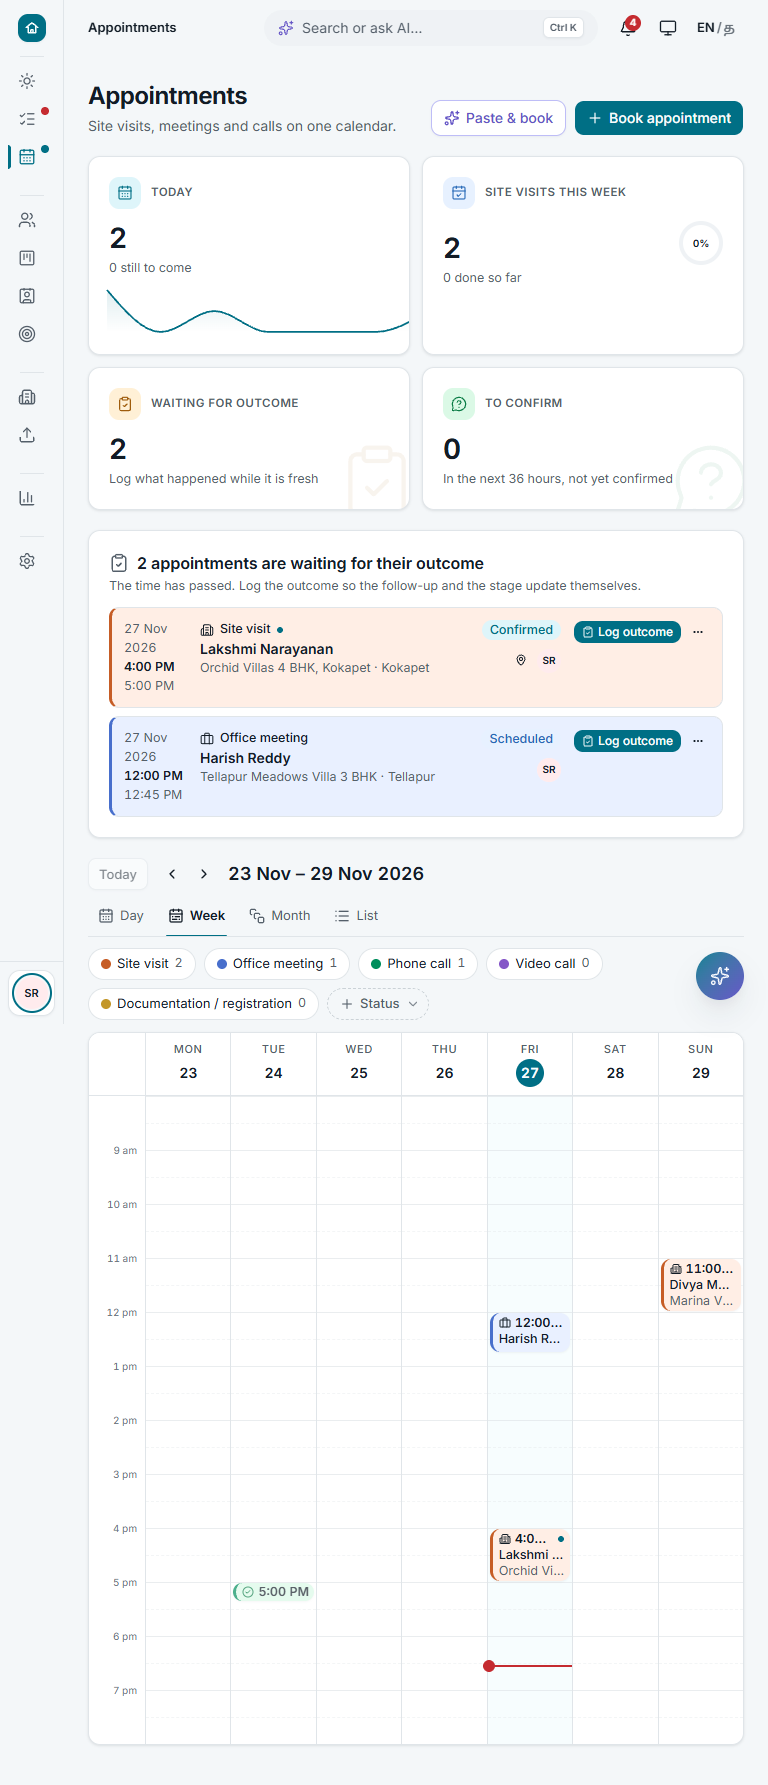 Appointments
Search or ask AI...
Ctrl K
4
EN / த
Appointments
Site visits, meetings and calls on one calendar.
Paste & book
Book appointment
TODAY
2
0 still to come
SITE VISITS THIS WEEK
2
0%
0 done so far
WAITING FOR OUTCOME
2
Log what happened while it is fresh
TO CONFIRM
0
In the next 36 hours, not yet confirmed
2 appointments are waiting for their outcome
The time has passed. Log the outcome so the follow-up and the stage update themselves.
27 Nov
2026
4:00 PM
5:00 PM
Site visit
Lakshmi Narayanan
Orchid Villas 4 BHK, Kokapet · Kokapet
Confirmed
SR
Log outcome
27 Nov
2026
12:00 PM
12:45 PM
Office meeting
Harish Reddy
Tellapur Meadows Villa 3 BHK · Tellapur
Scheduled
SR
Log outcome
Today
23 Nov – 29 Nov 2026
Day
Week
Month
List
Site visit 2
Office meeting 1
Phone call 1
Video call 0
Documentation / registration 0
Status
SR
MON
23
TUE
24
WED
25
THU
26
FRI
27
SAT
28
SUN
29
9 am
10 am
11 am
11:00...
Divya M...
Marina V...
12 pm
12:00...
Harish R...
1 pm
2 pm
3 pm
4 pm
4:0...
Lakshmi ...
Orchid Vi...
5 pm
5:00 PM
6 pm
7 pm